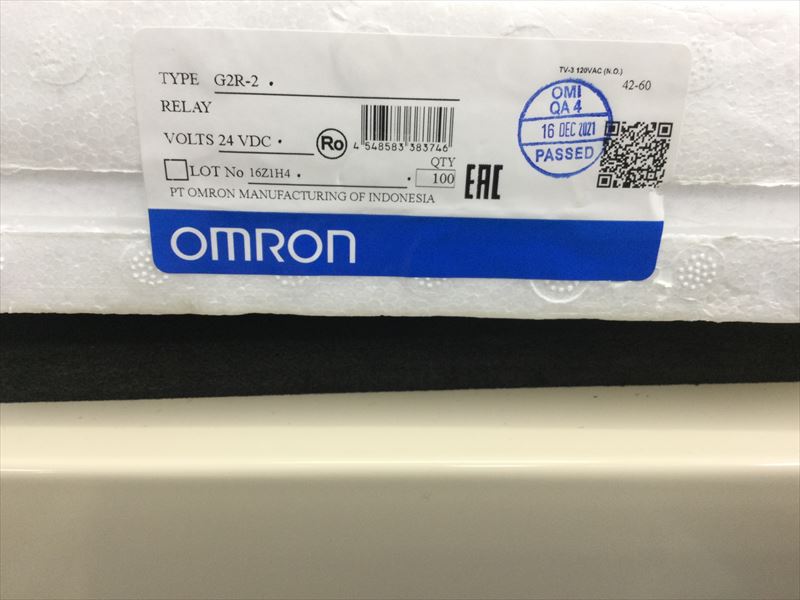 TV-3 120VAC (N.O.)
42-60
TYPE G2R-2 .
RELAY
VOLTS 24 VDC .
Ro
4 548583 383746
OMI
QA 4
16 DEC 2021
PASSED
LOT No 16Z1H4 .
QTY
100
EAC
PT OMRON MANUFACTURING OF INDONESIA
OMRON